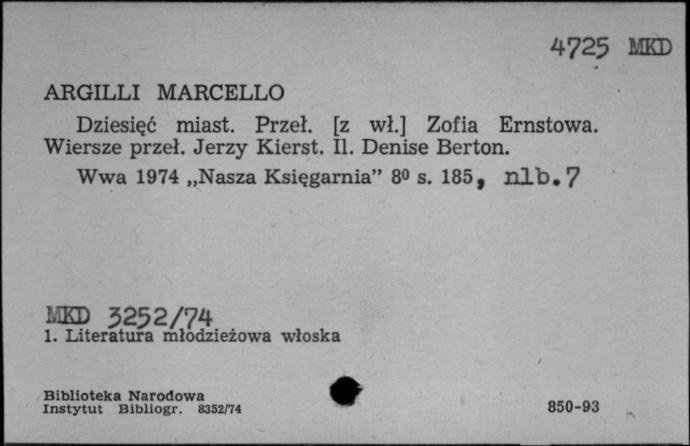 4725 MKD
ARGILLI MARCELLO
Dziesięć miast. Przeł. [z wł.] Zofia Ernstowa.
Wiersze przeł. Jerzy Kierst. Il. Denise Berton.
Wwa 1974 „Nasza Księgarnia” 8⁰ s. 185, nlb.7
MKD 3252/74
1. Literatura młodzieżowa włoska
Biblioteka Narodowa
Instytut Bibliogr. 8352/74
850-93